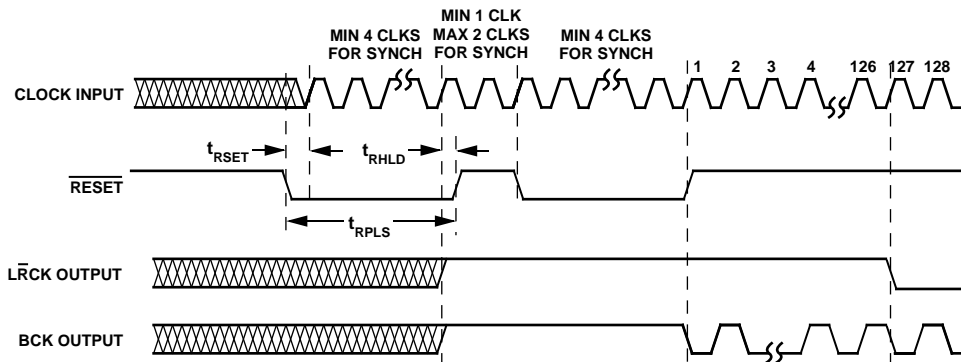 MIN 4 CLKS
FOR SYNCH
MIN 1 CLK
MAX 2 CLKS
FOR SYNCH
MIN 4 CLKS
FOR SYNCH
1 2 3 4 126 127 128
CLOCK INPUT
tRSET
tRHLD
RESET
tRPLS
LRCK OUTPUT
BCK OUTPUT